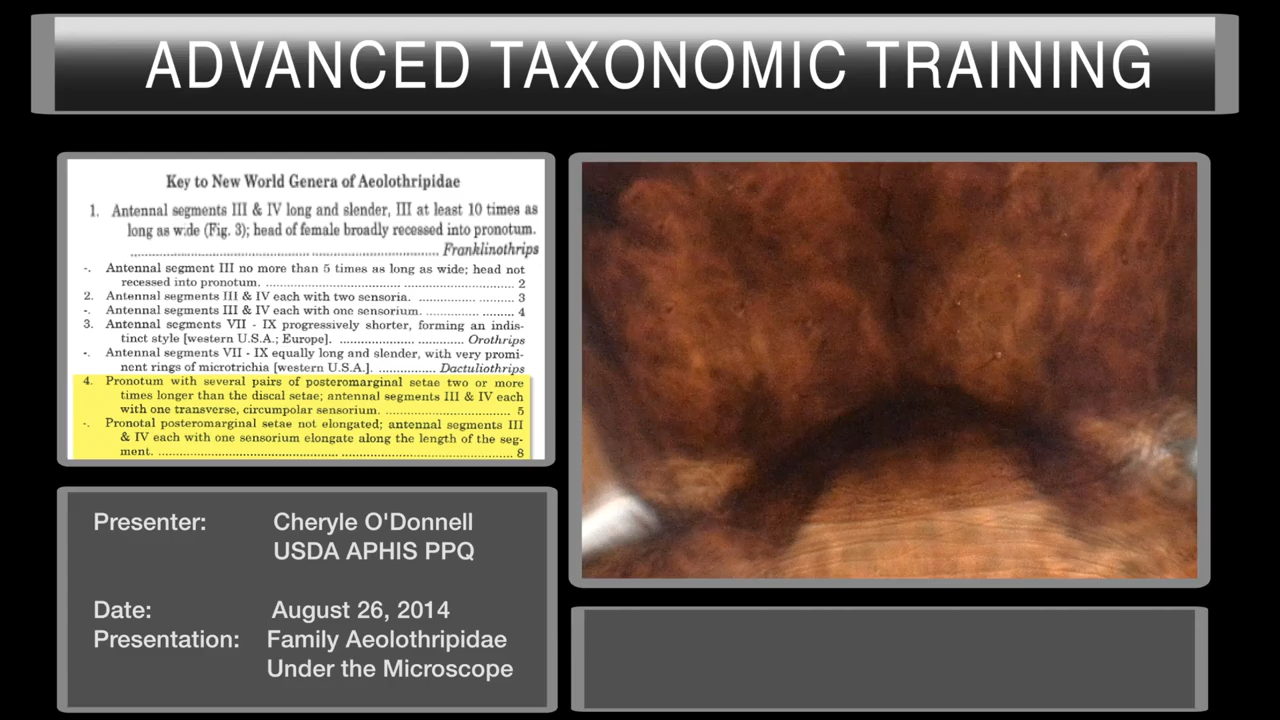 ADVANCED TAXONOMIC TRAINING
Key to New World Genera of Aeolothripidae
1. Antennal segments III & IV long and slender, III at least 10 times as
long as wide (Fig. 3); head of female broadly recessed into pronotum.
.................................................... Franklinothrips
-. Antennal segment III no more than 5 times as long as wide; head not
recessed into pronotum. ............................................................ 2
2. Antennal segments III & IV each with two sensoria. ........................ 3
-. Antennal segments III & IV each with one sensorium. ...................... 4
3. Antennal segments VII - IX progressively shorter, forming an indis-
tinct style [western U.S.A.; Europe]. .............................. Orothrips
-. Antennal segments VII - IX equally long and slender, with very promi-
nent rings of microtrichia [western U.S.A.]. .............. Dactuliothrips
4. Pronotum with several pairs of posteromarginal setae two or more
times longer than the discal setae; antennal segments III & IV each
with one transverse, circumpolar sensorium. ................................. 5
-. Pronotal posteromarginal setae not elongated; antennal segments III
& IV each with one sensorium elongate along the length of the seg-
ment. ........................................................................................ 8
Presenter: Cheryle O'Donnell
USDA APHIS PPQ
Date: August 26, 2014
Presentation: Family Aeolothripidae
Under the Microscope